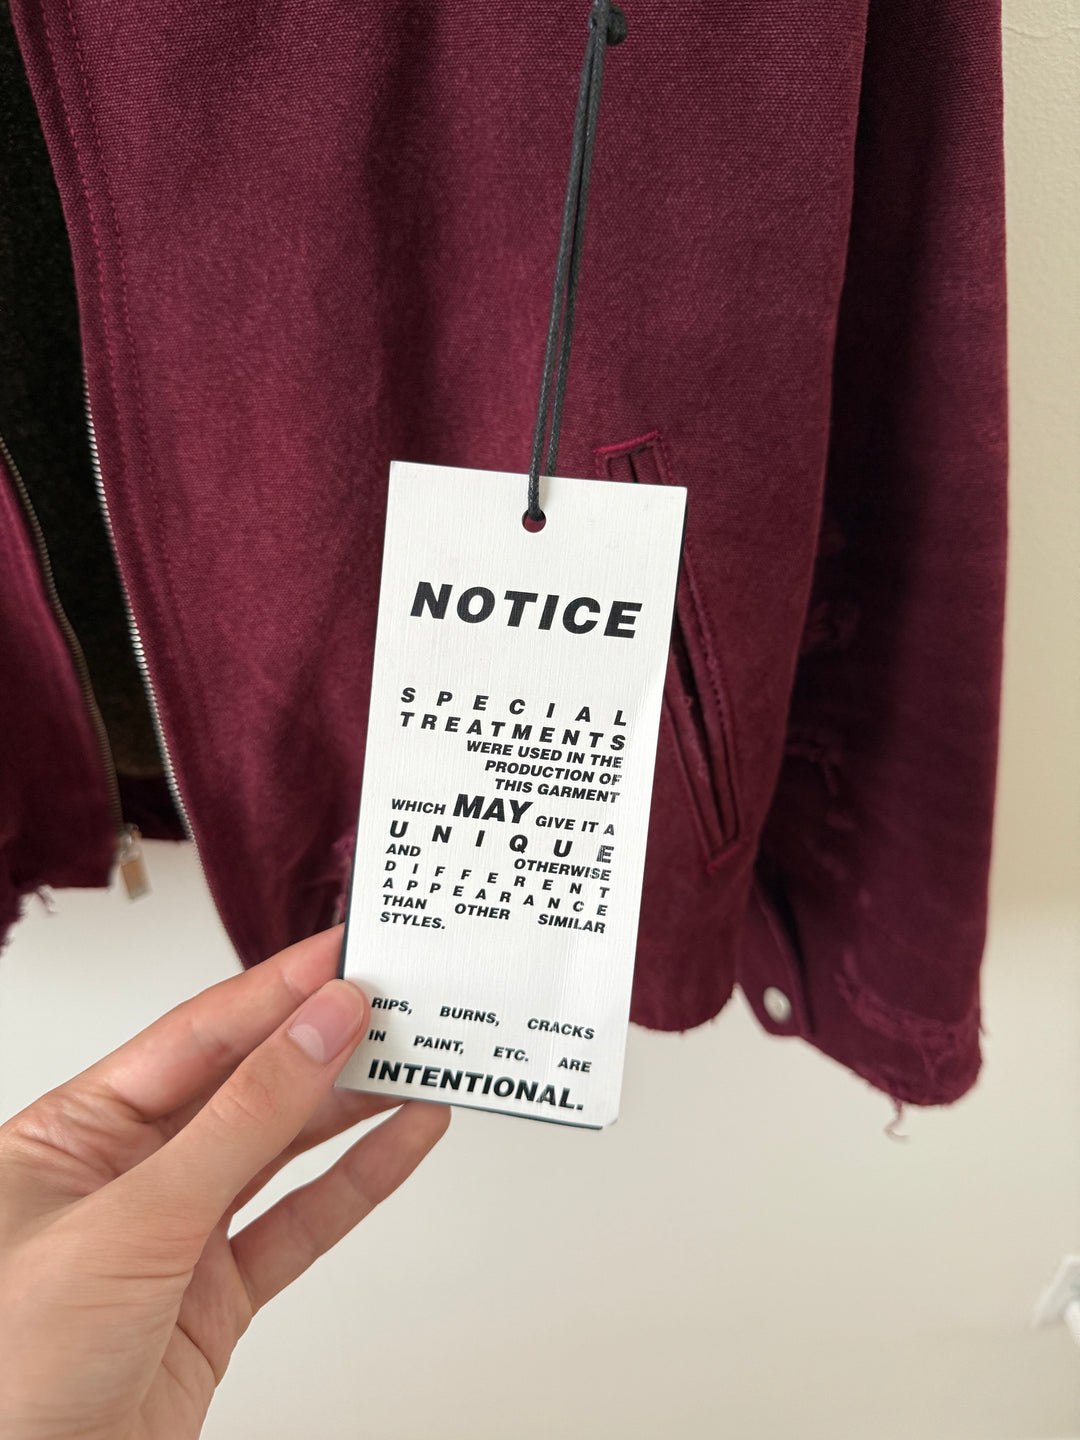 NOTICE
SPECIAL
TREATMENTS
WERE USED IN THE
PRODUCTION OF
THIS GARMENT
WHICH MAY GIVE IT A
UNIQUE
AND OTHERWISE
DIFFERENT
APPEARANCE
THAN OTHER SIMILAR
STYLES.
RIPS, BURNS, CRACKS
IN PAINT, ETC. ARE
INTENTIONAL.